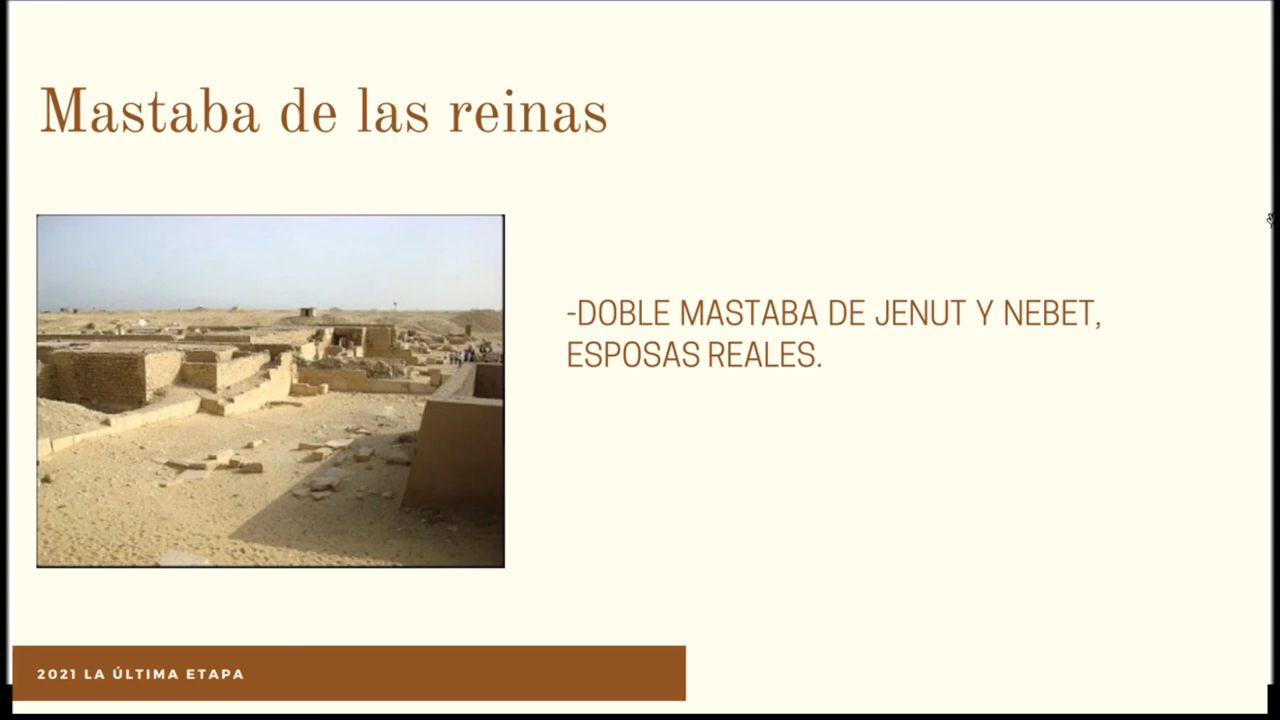 Mastaba de las reinas
-DOBLE MASTABA DE JENUT Y NEBET,
ESPOSAS REALES.
2021 LA ÚLTIMA ETAPA